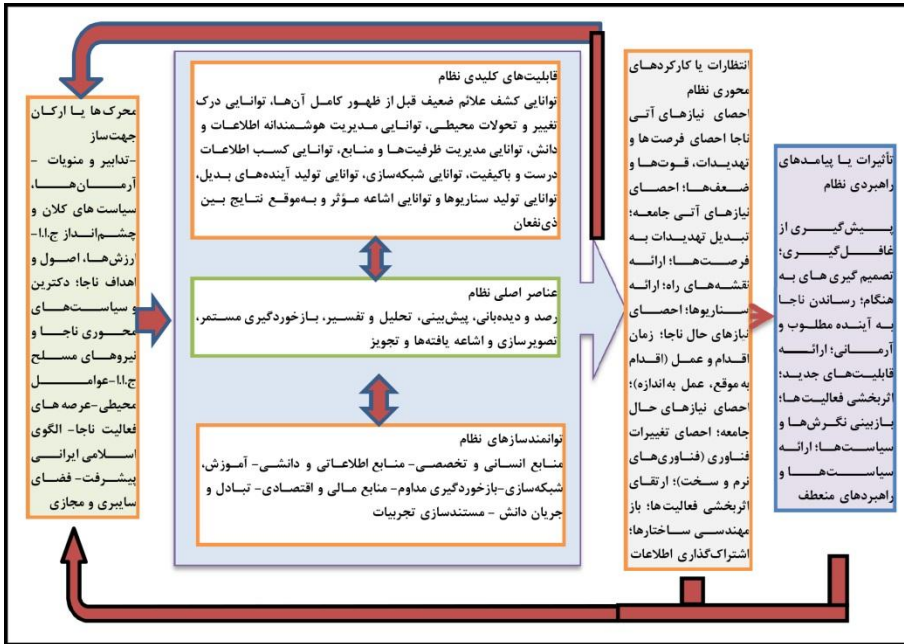 محرک‌ها یا ارکان
جهت‌ساز
-تدابیر و منویات -
آرمان‌ها،
سیاست های کلان و
چشم‌انداز ج.ا.ا-
ارزش‌ها، اصول و
اهداف ناجا؛ دکترین
و سیاست‌های
محوری ناجا و
نیروهای مسلح
ج.ا.ا-عوامل
محیطی-عرصه های
فعالیت ناجا- الگوی
اسلامی ایرانی
پیشرفت- فضای
سایبری و مجازی
قابلیت‌های کلیدی نظام
توانایی کشف علائم ضعیف قبل از ظهور کامل آن‌ها، توانایی درک
تغییر و تحولات محیطی، توانایی مدیریت هوشمندانه اطلاعات و
دانش، توانایی مدیریت ظرفیت‌ها و منابع، توانایی کسب اطلاعات
درست و باکیفیت، توانایی شبکه‌سازی، توانایی تولید آینده‌های بدیل،
توانایی تولید سناریوها و توانایی اشاعه مؤثر و به‌موقع نتایج بین
ذی‌نفعان
عناصر اصلی نظام
رصد و دیده‌بانی، پیش‌بینی، تحلیل و تفسیر، بازخوردگیری مستمر،
تصویرسازی و اشاعه یافته‌ها و تجویز
توانمندسازهای نظام
منابع انسانی و تخصصی- منابع اطلاعاتی و دانشی- آموزش،
شبکه‌سازی-بازخوردگیری مداوم- منابع مالی و اقتصادی- تبادل و
جریان دانش - مستندسازی تجربیات
انتظارات یا کارکردهای
محوری نظام
احصای نیازهای آتی
ناجا احصای فرصت‌ها و
تهدیدات، قوت‌ها و
ضعف‌ها؛ احصای
نیازهای آتی جامعه؛
تبدیل تهدیدات به
فرصت‌ها؛ ارائه
نقشه‌های راه؛ ارائه
سناریوها؛ احصای
نیازهای حال ناجا؛ زمان
اقدام و عمل (اقدام
به موقع، عمل به‌اندازه)؛
احصای نیازهای حال
جامعه؛ احصای تغییرات
فناوری (فناوری‌های
نرم و سخت)؛ ارتقای
اثربخشی فعالیت‌ها؛ باز
مهندسی ساختارها؛
اشتراک‌گذاری اطلاعات
تأثیرات یا پیامدهای
راهبردی نظام
پیش‌گیری از
غافل‌گیری؛
تصمیم گیری های به
هنگام؛ رساندن ناجا
به آینده مطلوب و
آرمانی؛ ارائه
قابلیت‌های جدید؛
اثربخشی فعالیت‌ها؛
بازبینی نگرش‌ها و
سیاست‌ها؛ ارائه
سیاست‌ها و
راهبردهای منعطف